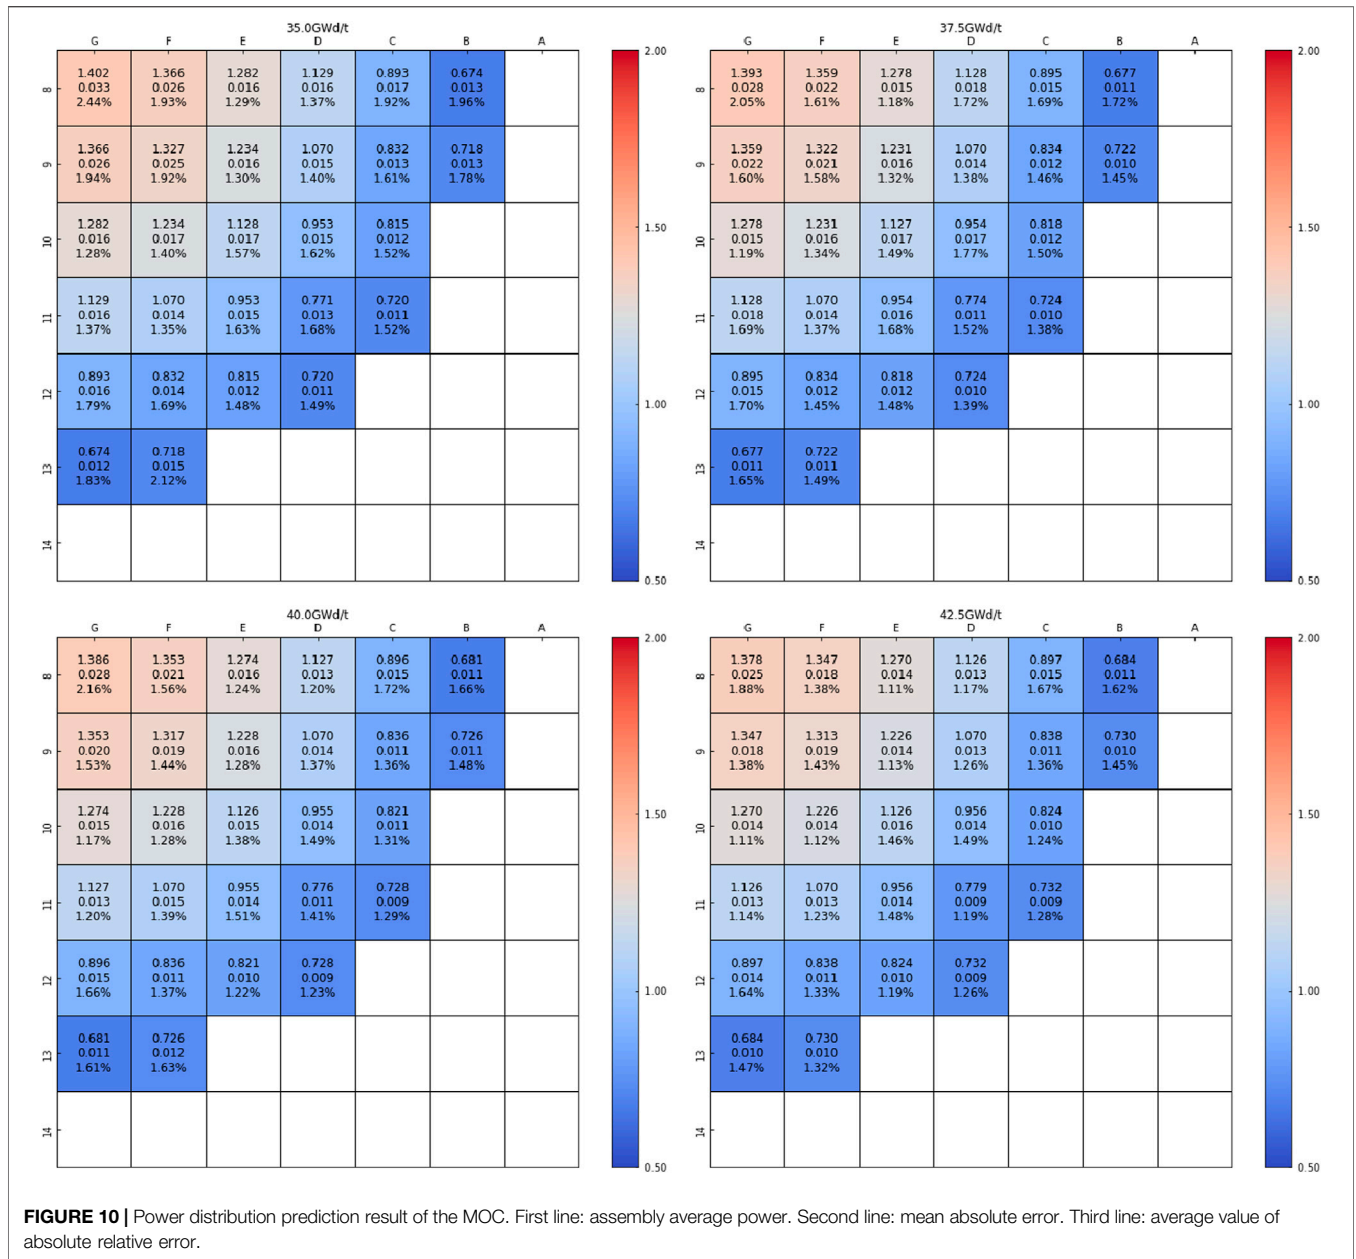 35.0GWd/t
G F E D C B A
8
1.402 1.366 1.282 1.129 0.893 0.674
0.033 0.026 0.016 0.016 0.017 0.013
2.44% 1.93% 1.29% 1.37% 1.92% 1.96%
9
1.366 1.327 1.234 1.070 0.832 0.718
0.026 0.025 0.016 0.015 0.013 0.013
1.94% 1.92% 1.30% 1.40% 1.61% 1.78%
10
1.282 1.234 1.128 0.953 0.815
0.016 0.017 0.017 0.015 0.012
1.28% 1.40% 1.57% 1.62% 1.52%
11
1.129 1.070 0.953 0.771 0.720
0.016 0.014 0.015 0.013 0.011
1.37% 1.35% 1.63% 1.68% 1.52%
12
0.893 0.832 0.815 0.720
0.016 0.014 0.012 0.011
1.79% 1.69% 1.48% 1.49%
13
0.674 0.718
0.012 0.015
1.83% 2.12%
14
2.00
1.50
1.00
0.50
37.5GWd/t
G F E D C B A
8
1.393 1.359 1.278 1.128 0.895 0.677
0.028 0.022 0.015 0.018 0.015 0.011
2.05% 1.61% 1.18% 1.72% 1.69% 1.72%
9
1.359 1.322 1.231 1.070 0.834 0.722
0.022 0.021 0.016 0.014 0.012 0.010
1.60% 1.58% 1.32% 1.38% 1.46% 1.45%
10
1.278 1.231 1.127 0.954 0.818
0.015 0.016 0.017 0.017 0.012
1.19% 1.34% 1.49% 1.77% 1.50%
11
1.128 1.070 0.954 0.774 0.724
0.018 0.014 0.016 0.011 0.010
1.69% 1.37% 1.68% 1.52% 1.38%
12
0.895 0.834 0.818 0.724
0.015 0.012 0.012 0.010
1.70% 1.45% 1.48% 1.39%
13
0.677 0.722
0.011 0.011
1.65% 1.49%
14
2.00
1.50
1.00
0.50
40.0GWd/t
G F E D C B A
8
1.386 1.353 1.274 1.127 0.896 0.681
0.028 0.021 0.016 0.013 0.015 0.011
2.16% 1.56% 1.24% 1.20% 1.72% 1.66%
9
1.353 1.317 1.228 1.070 0.836 0.726
0.020 0.019 0.016 0.014 0.011 0.011
1.53% 1.44% 1.28% 1.37% 1.36% 1.48%
10
1.274 1.228 1.126 0.955 0.821
0.015 0.016 0.015 0.014 0.011
1.17% 1.28% 1.38% 1.49% 1.31%
11
1.127 1.070 0.955 0.776 0.728
0.013 0.015 0.014 0.011 0.009
1.20% 1.39% 1.51% 1.41% 1.29%
12
0.896 0.836 0.821 0.728
0.015 0.011 0.010 0.009
1.66% 1.37% 1.22% 1.23%
13
0.681 0.726
0.011 0.012
1.61% 1.63%
14
2.00
1.50
1.00
0.50
42.5GWd/t
G F E D C B A
8
1.378 1.347 1.270 1.126 0.897 0.684
0.025 0.018 0.014 0.013 0.015 0.011
1.88% 1.38% 1.11% 1.17% 1.67% 1.62%
9
1.347 1.313 1.226 1.070 0.838 0.730
0.018 0.019 0.014 0.013 0.011 0.010
1.38% 1.43% 1.13% 1.26% 1.36% 1.45%
10
1.270 1.226 1.126 0.956 0.824
0.014 0.014 0.016 0.014 0.010
1.11% 1.12% 1.46% 1.49% 1.24%
11
1.126 1.070 0.956 0.779 0.732
0.013 0.013 0.014 0.009 0.009
1.14% 1.23% 1.48% 1.19% 1.28%
12
0.897 0.838 0.824 0.732
0.014 0.011 0.010 0.009
1.64% 1.33% 1.19% 1.26%
13
0.684 0.730
0.010 0.010
1.47% 1.32%
14
2.00
1.50
1.00
0.50
FIGURE 10 | Power distribution prediction result of the MOC. First line: assembly average power. Second line: mean absolute error. Third line: average value of
absolute relative error.